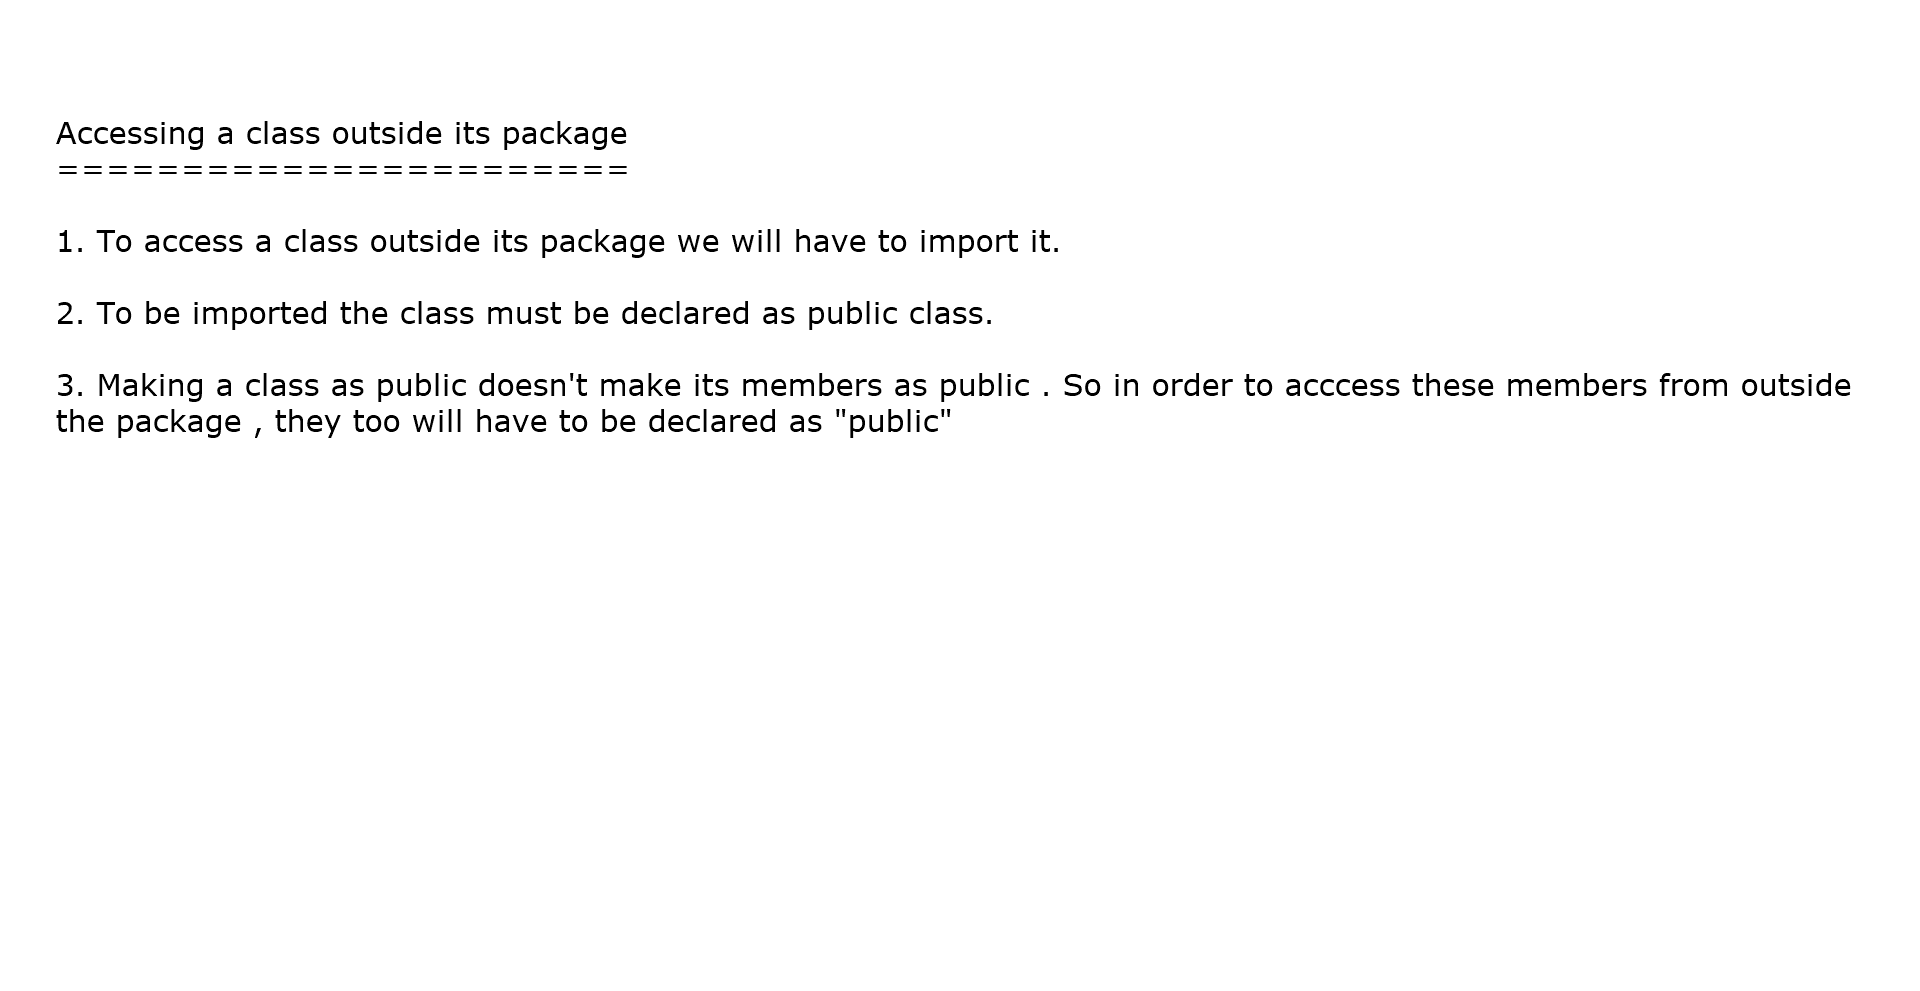 Accessing a class outside its package
=======================
1. To access a class outside its package we will have to import it.
2. To be imported the class must be declared as public class.
3. Making a class as public doesn't make its members as public . So in order to acccess these members from outside
the package , they too will have to be declared as "public"